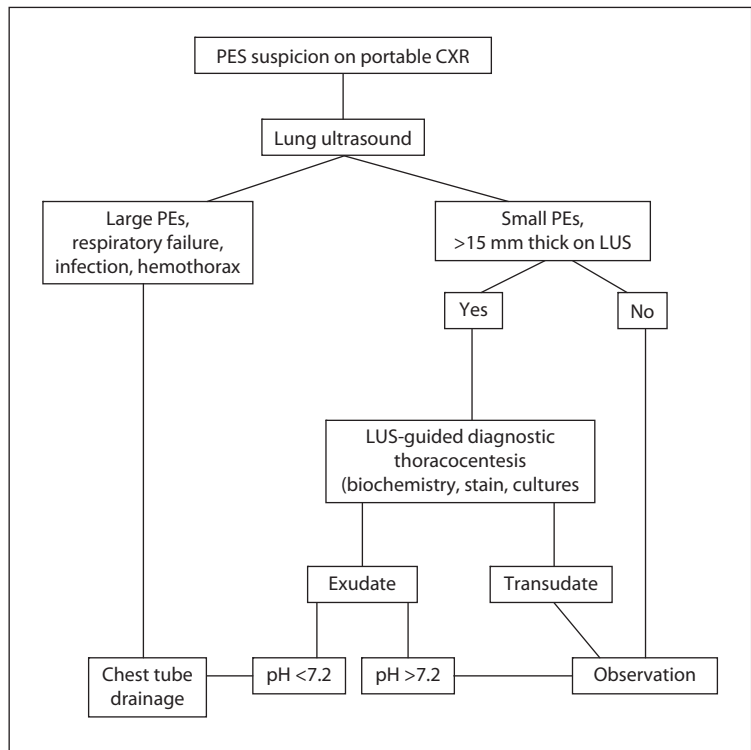 PES suspicion on portable CXR
Lung ultrasound
Large PEs,
respiratory failure,
infection, hemothorax
Small PEs,
>15 mm thick on LUS
Yes
No
LUS-guided diagnostic
thoracocentesis
(biochemistry, stain, cultures
Exudate
Transudate
Chest tube
drainage
pH <7.2
pH >7.2
Observation